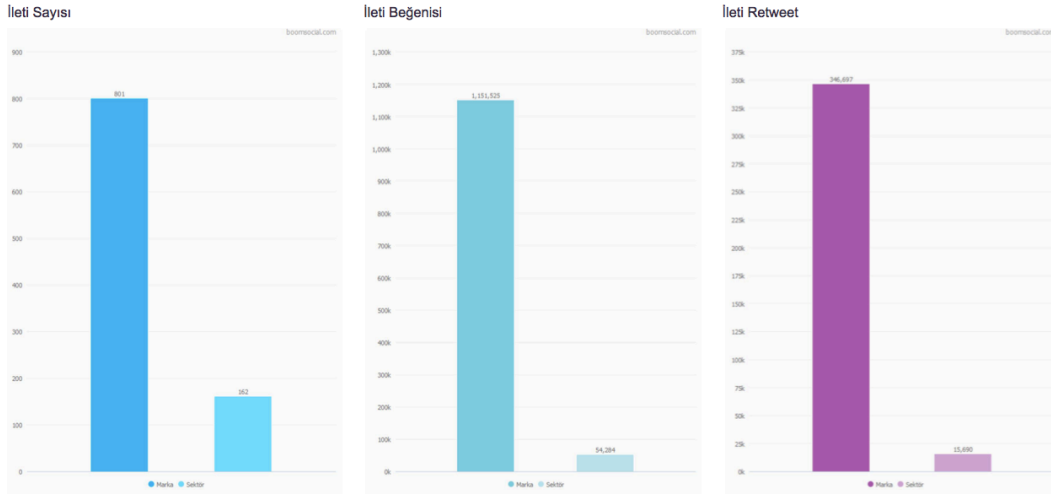 İleti Sayısı
boomsocial.com
900
800
700
600
500
400
300
200
100
0
801
162
Marka Sektör
İleti Beğenisi
boomsocial.com
1,300k
1,200k
1,100k
1,000k
900k
800k
700k
600k
500k
400k
300k
200k
100k
0k
1,151,525
54,284
Marka Sektör
İleti Retweet
boomsocial.com
375k
350k
325k
300k
275k
250k
225k
200k
175k
150k
125k
100k
75k
50k
25k
0k
346,697
15,690
Marka Sektör